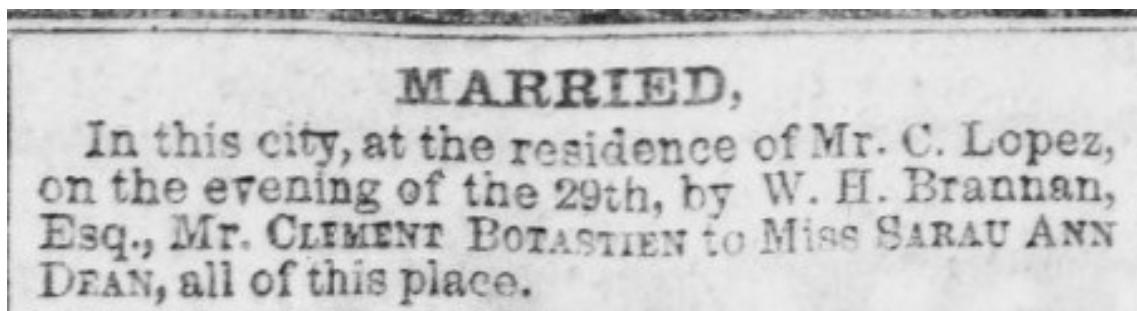 MARRIED,
In this city, at the residence of Mr. C. Lopez,
on the evening of the 29th, by W. H. Brannan,
Esq., Mr. CLEMENT BOTASTIEN to Miss SARAU ANN
DEAN, all of this place.